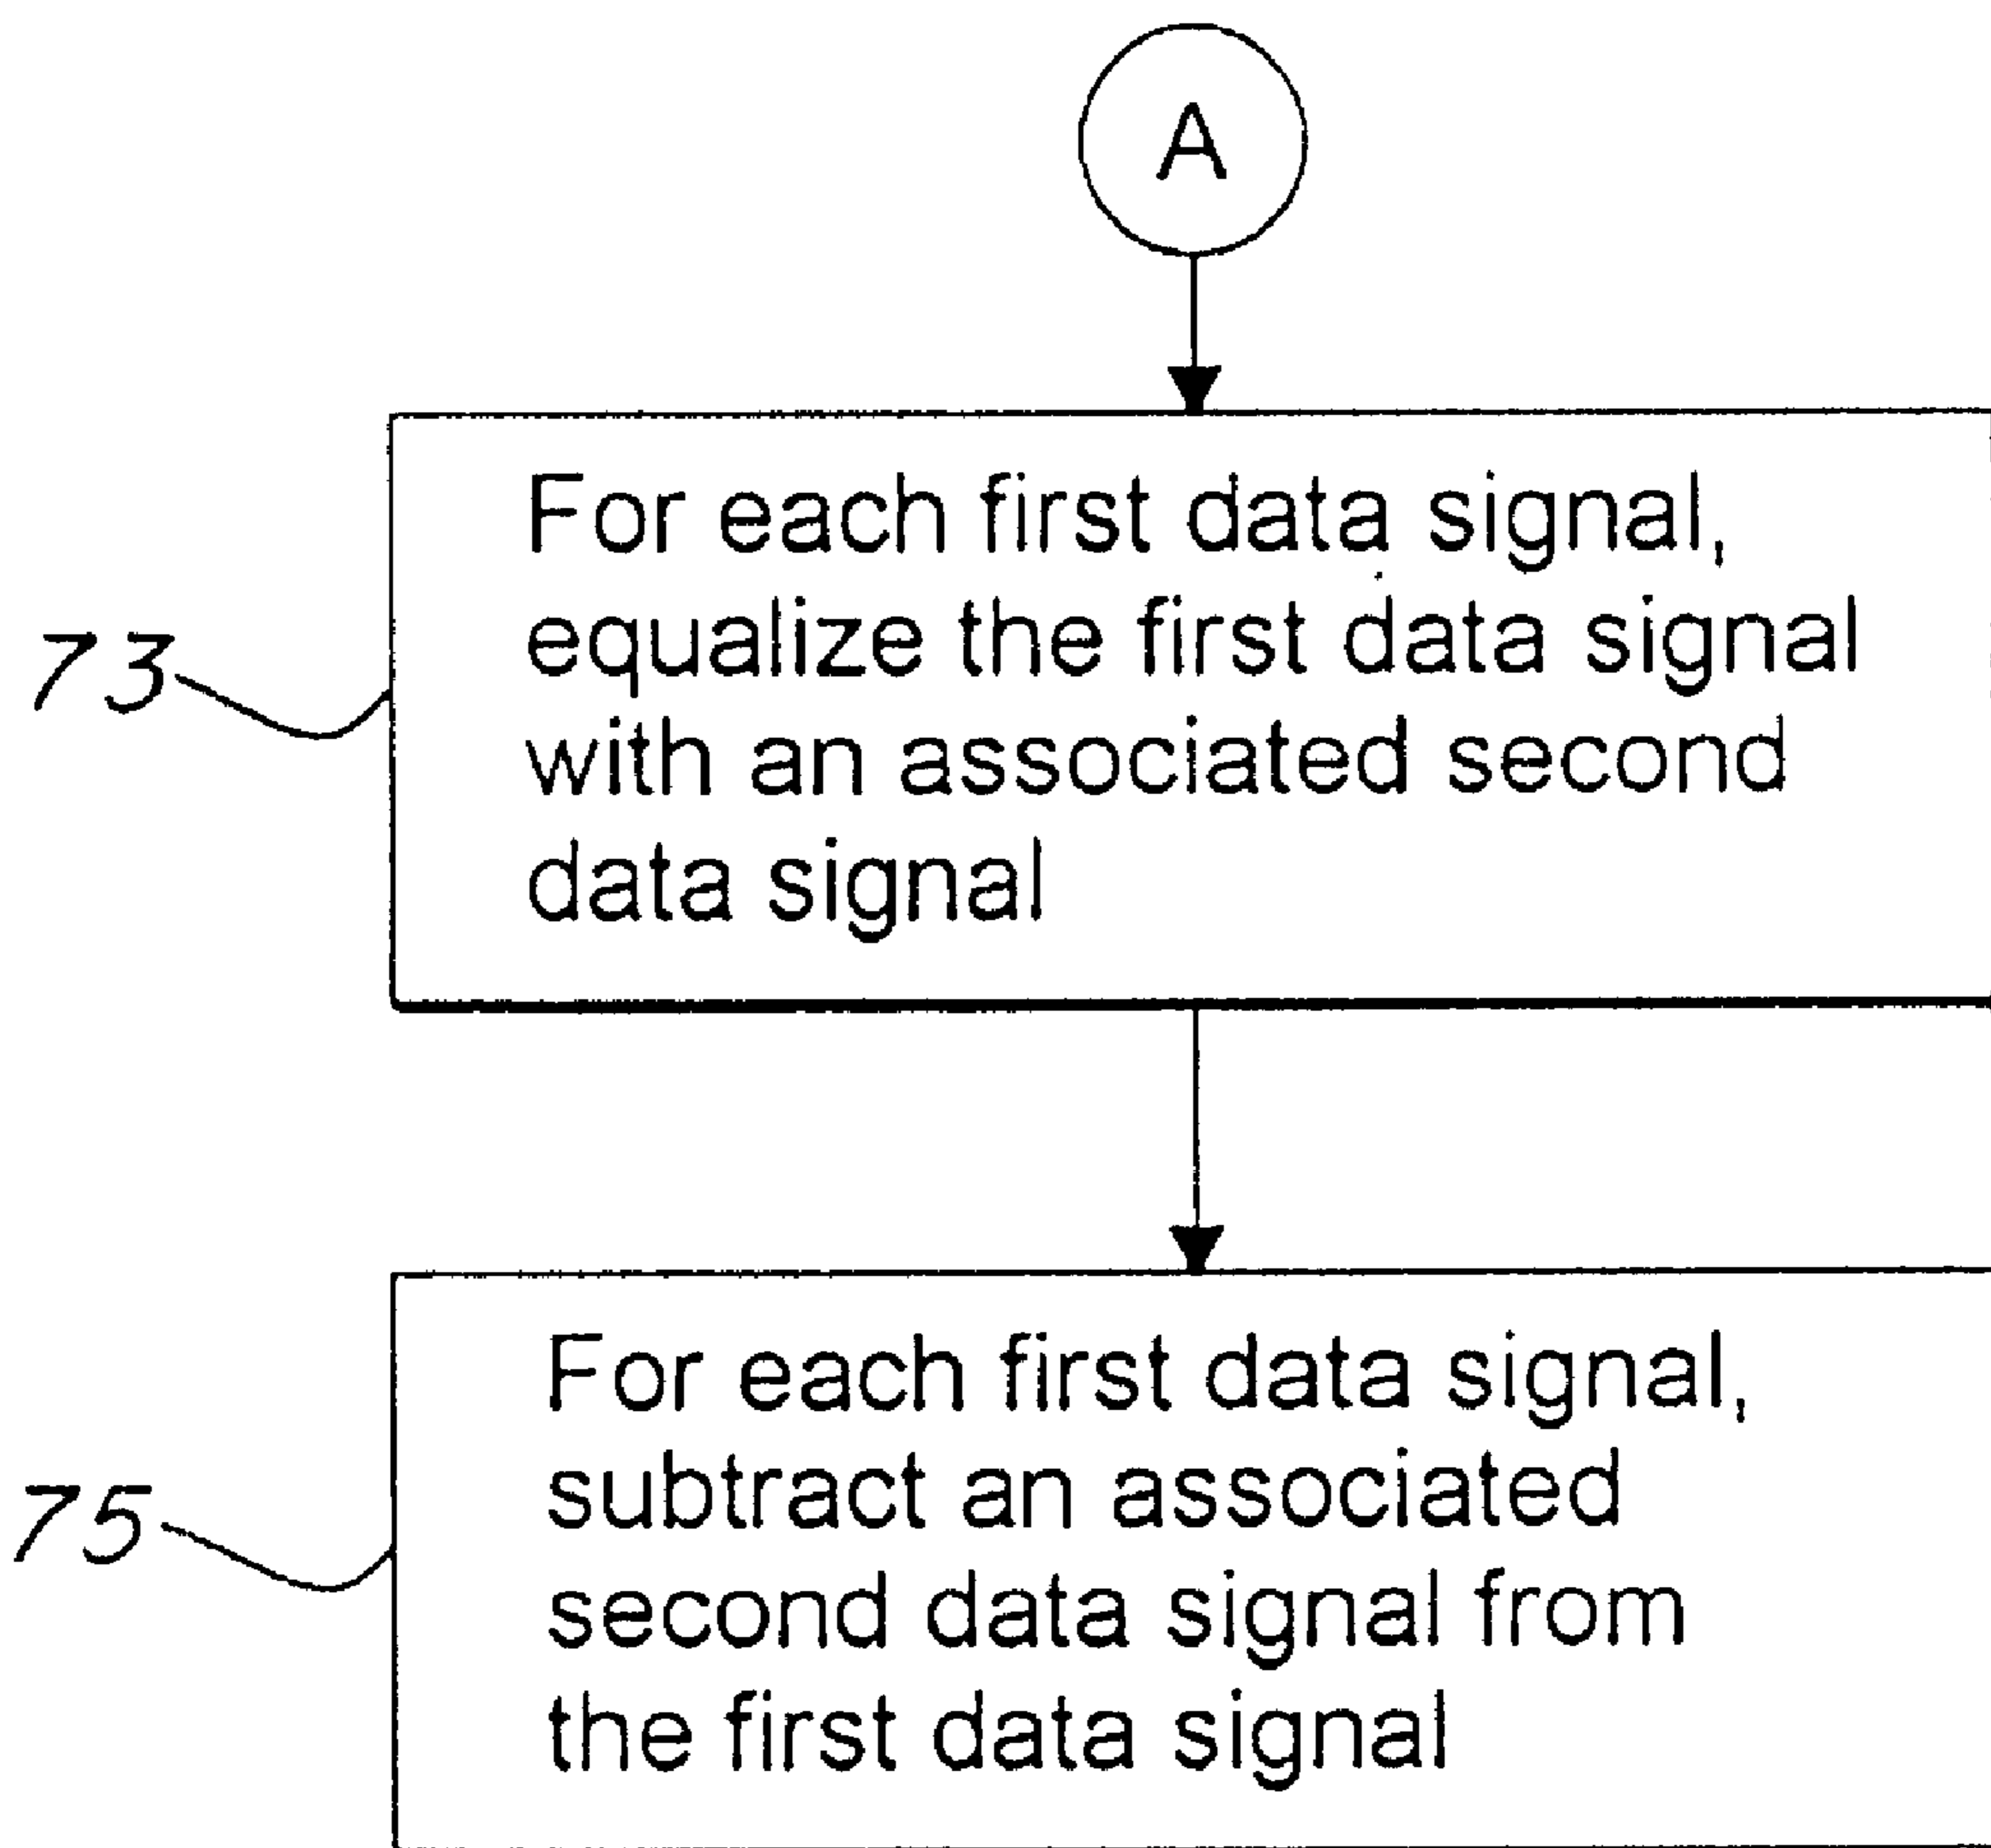 A
For each first data signal,
equalize the first data signal
with an associated second
data signal
73
For each first data signal,
subtract an associated
second data signal from
the first data signal
75